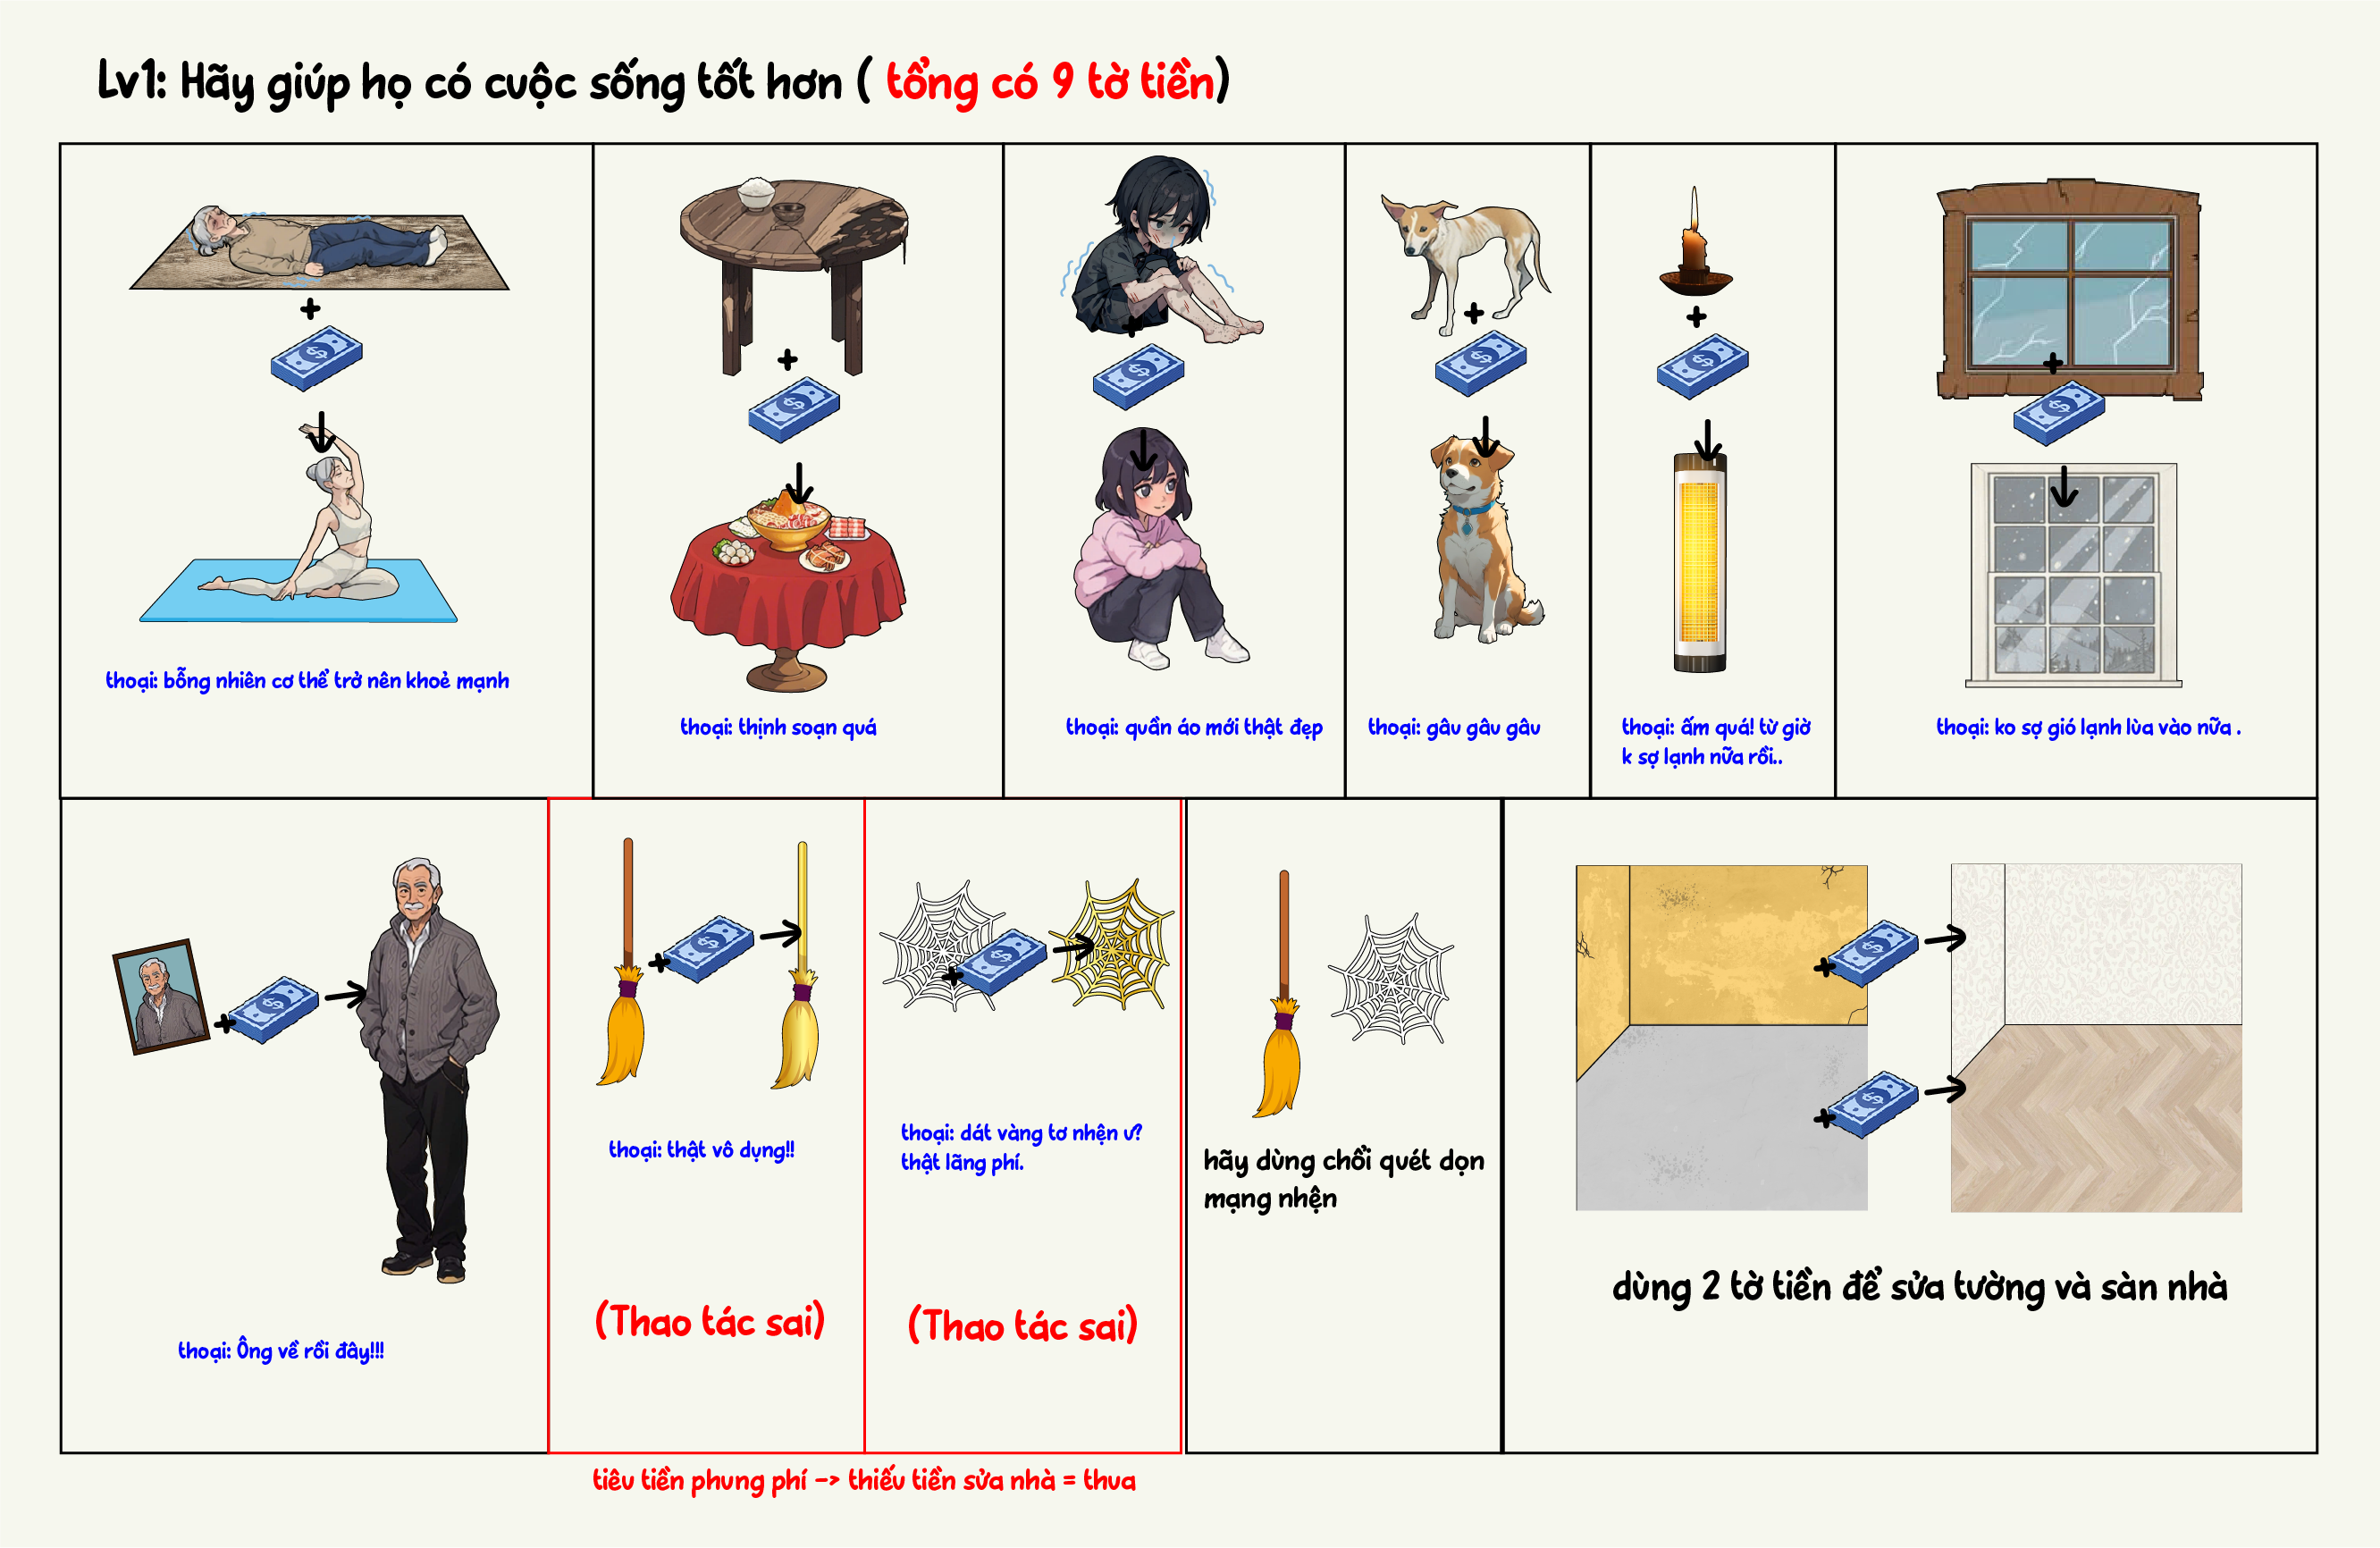 Lv1: Hãy giúp họ có cuộc sống tốt hơn ( tổng có 9 tờ tiền)
thoại: bỗng nhiên cơ thể trở nên khoẻ mạnh
thoại: thịnh soạn quá
thoại: quần áo mới thật đẹp
thoại: gâu gâu gâu
thoại: ấm quá! từ giờ
k sợ lạnh nữa rồi..
thoại: ko sợ gió lạnh lùa vào nữa .
thoại: Ông về rồi đây!!!
thoại: thật vô dụng!!
(Thao tác sai)
thoại: dát vàng tơ nhện ư?
thật lãng phí.
(Thao tác sai)
hãy dùng chổi quét dọn
mạng nhện
dùng 2 tờ tiền để sửa tường và sàn nhà
tiêu tiền phung phí -> thiếu tiền sửa nhà = thua